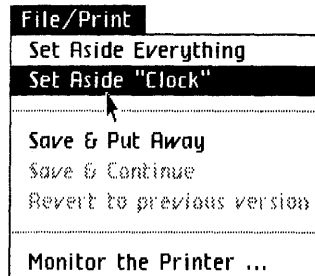 File/Print
Set Aside Everything
Set Aside "Clock"
Save & Put Away
Save & Continue
Revert to previous version
Monitor the Printer ...